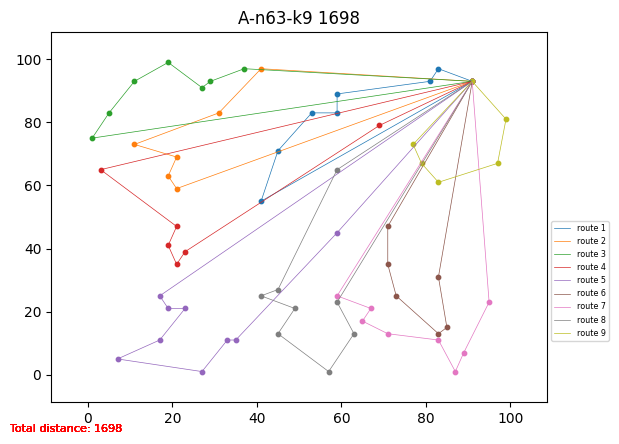 A-n63-k9 1698
100
80
60
40
20
0
0 20 40 60 80 100
route 1
route 2
route 3
route 4
route 5
route 6
route 7
route 8
route 9
Total distance: 1698